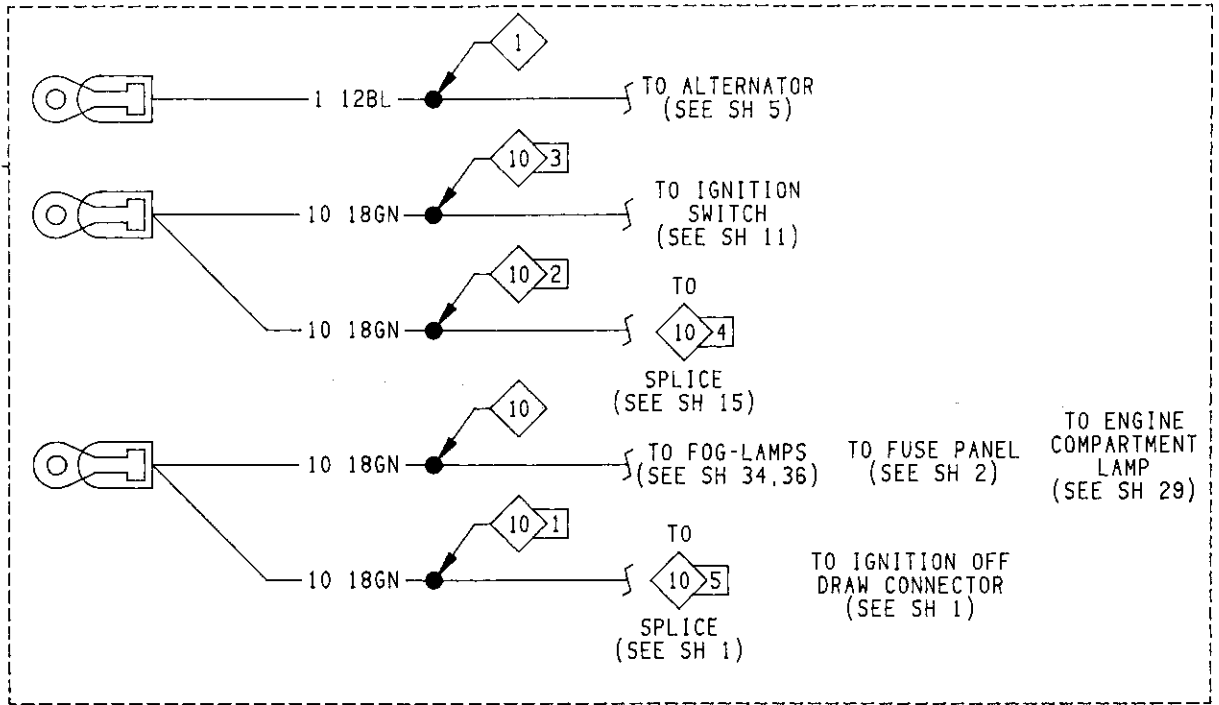 1
1 12BL
TO ALTERNATOR
(SEE SH 5)
10 3
10 18GN
TO IGNITION
SWITCH
(SEE SH 11)
10 2
10 18GN
TO
10 4
SPLICE
(SEE SH 15)
10
10 18GN
TO FOG-LAMPS
(SEE SH 34,36)
TO FUSE PANEL
(SEE SH 2)
TO ENGINE
COMPARTMENT
LAMP
(SEE SH 29)
10 1
10 18GN
TO
10 5
SPLICE
(SEE SH 1)
TO IGNITION OFF
DRAW CONNECTOR
(SEE SH 1)